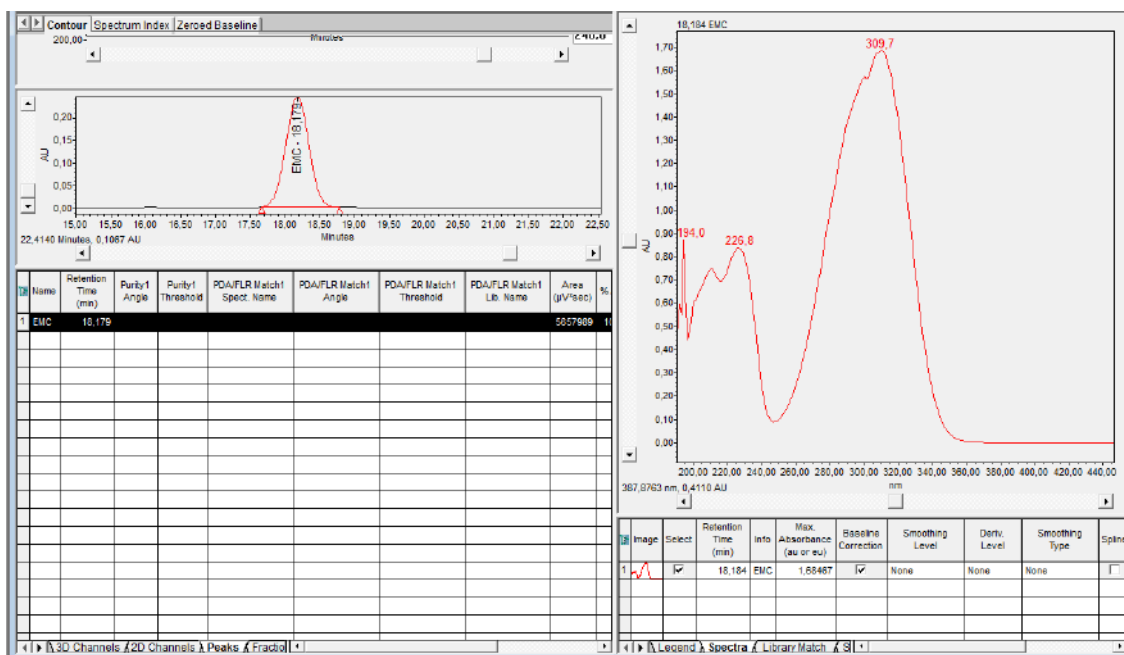 Contour Spectrum Index Zeroed Baseline
200,00
Minutes
240,0
AU
0,20
0,15
0,10
0,05
0,00
EMC - 18,179
15,00 15,50 16,00 16,50 17,00 17,50 18,00 18,50 19,00 19,50 20,00 20,50 21,00 21,50 22,00 22,50
Minutes
22,4140 Minutes, 0,1067 AU
Name Retention Time (min) Purity1 Angle Purity1 Threshold PDA/FLR Match1 Spect. Name PDA/FLR Match1 Angle PDA/FLR Match1 Threshold PDA/FLR Match1 Lib. Name Area (µV*sec) %
1 EMC 18,179 5857989 10
3D Channels 2D Channels Peaks Fractio
18,184 EMC
AU
1,70
1,60
1,50
1,40
1,30
1,20
1,10
1,00
0,90
0,80
0,70
0,60
0,50
0,40
0,30
0,20
0,10
0,00
194,0
226,8
309,7
200,00 220,00 240,00 260,00 280,00 300,00 320,00 340,00 360,00 380,00 400,00 420,00 440,00
nm
387,8763 nm, 0,4110 AU
Image Select Retention Time (min) Info Max. Absorbance (au or eu) Baseline Correction Smoothing Level Deriv. Level Smoothing Type Spline
1 18,184 EMC 1,68467 None None None
Legend Spectra Library Match S